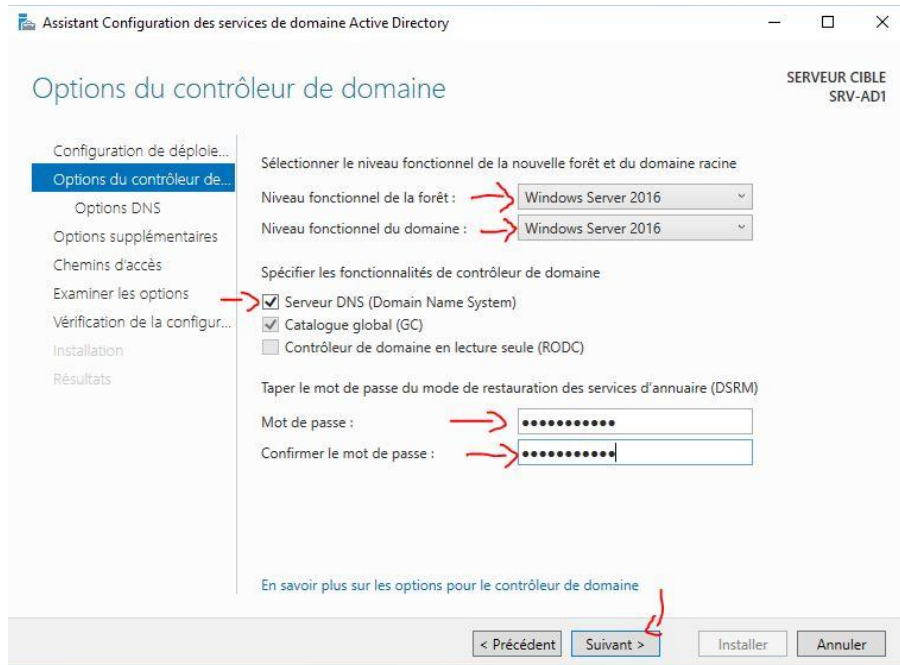 Assistant Configuration des services de domaine Active Directory
Options du contrôleur de domaine
SERVEUR CIBLE
SRV-AD1
Configuration de déploie...
Options du contrôleur de...
Options DNS
Options supplémentaires
Chemins d'accès
Examiner les options
Vérification de la configur...
Installation
Résultats
Sélectionner le niveau fonctionnel de la nouvelle forêt et du domaine racine
Niveau fonctionnel de la forêt : Windows Server 2016
Niveau fonctionnel du domaine : Windows Server 2016
Spécifier les fonctionnalités de contrôleur de domaine
Serveur DNS (Domain Name System)
Catalogue global (GC)
Contrôleur de domaine en lecture seule (RODC)
Taper le mot de passe du mode de restauration des services d'annuaire (DSRM)
Mot de passe : •••••••••••
Confirmer le mot de passe : •••••••••••
En savoir plus sur les options pour le contrôleur de domaine
< Précédent Suivant > Installer Annuler